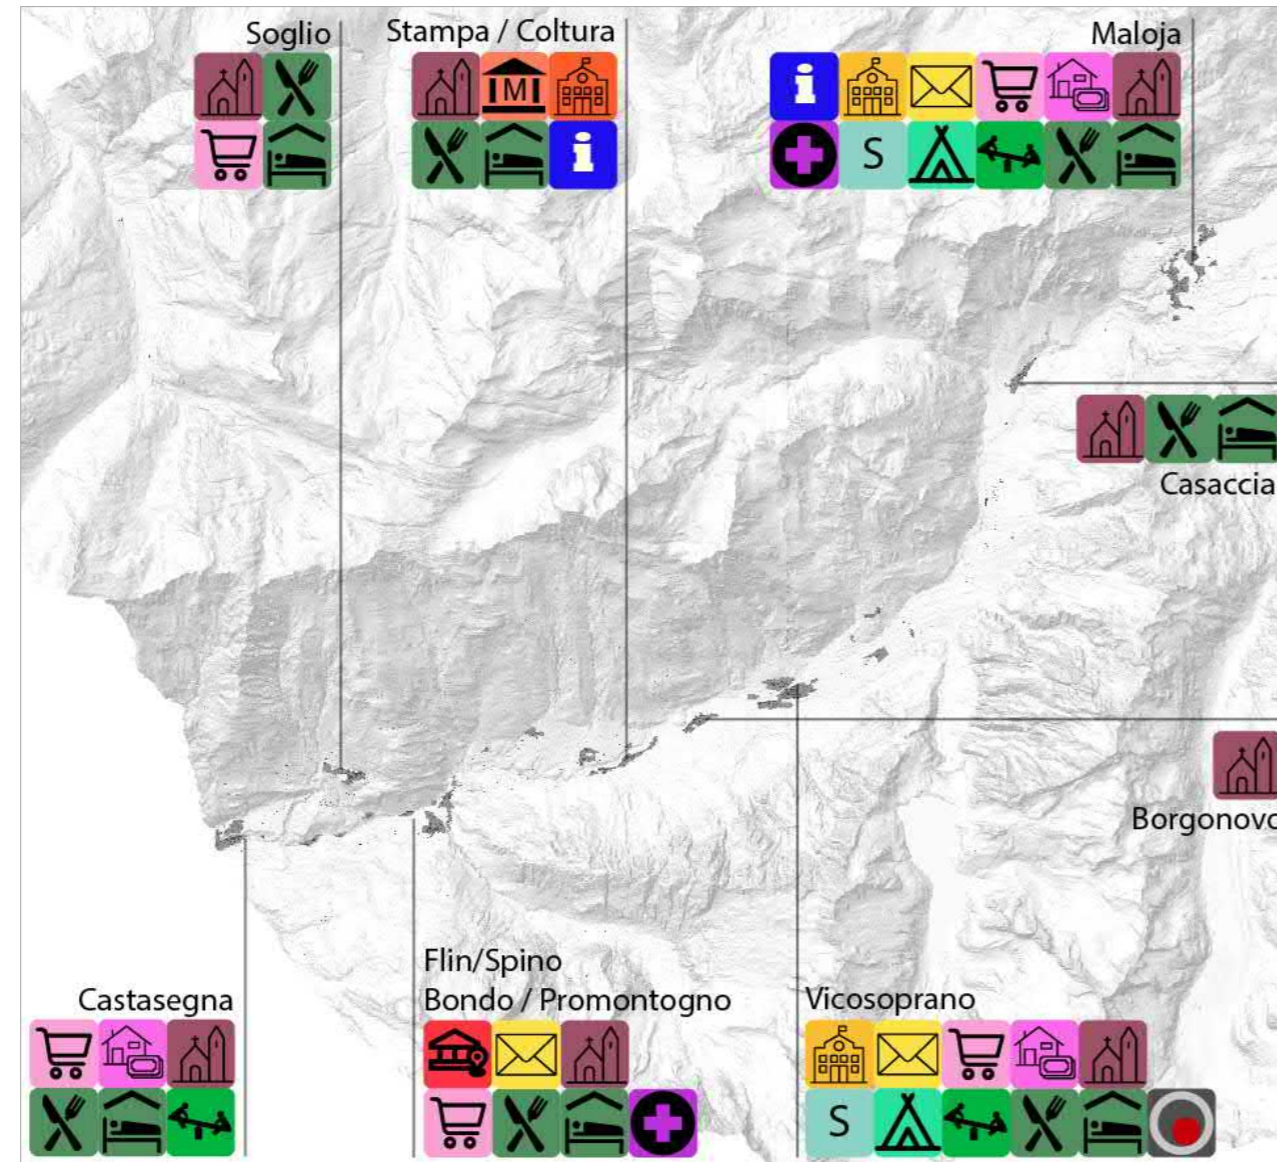 Soglio
Stampa / Coltura
Maloja
M
i
i
S
Casaccia
Borgonovo
Flin/Spino
Bondo / Promontogno
Castasegna
Vicosoprano
S